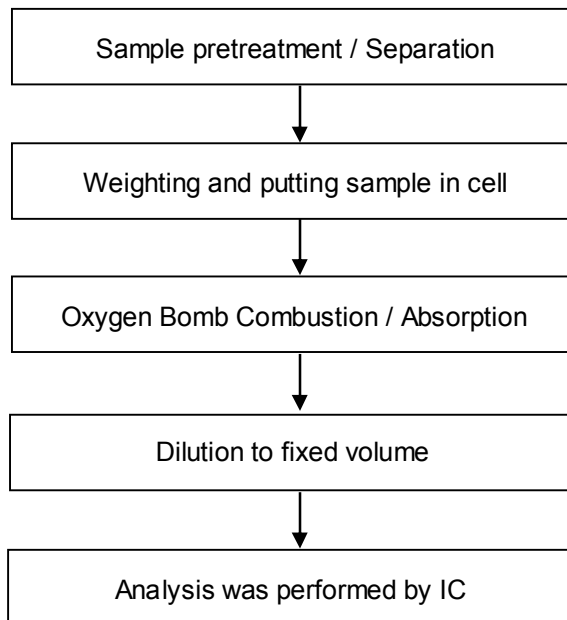 Sample pretreatment / Separation
Weighting and putting sample in cell
Oxygen Bomb Combustion / Absorption
Dilution to fixed volume
Analysis was performed by IC